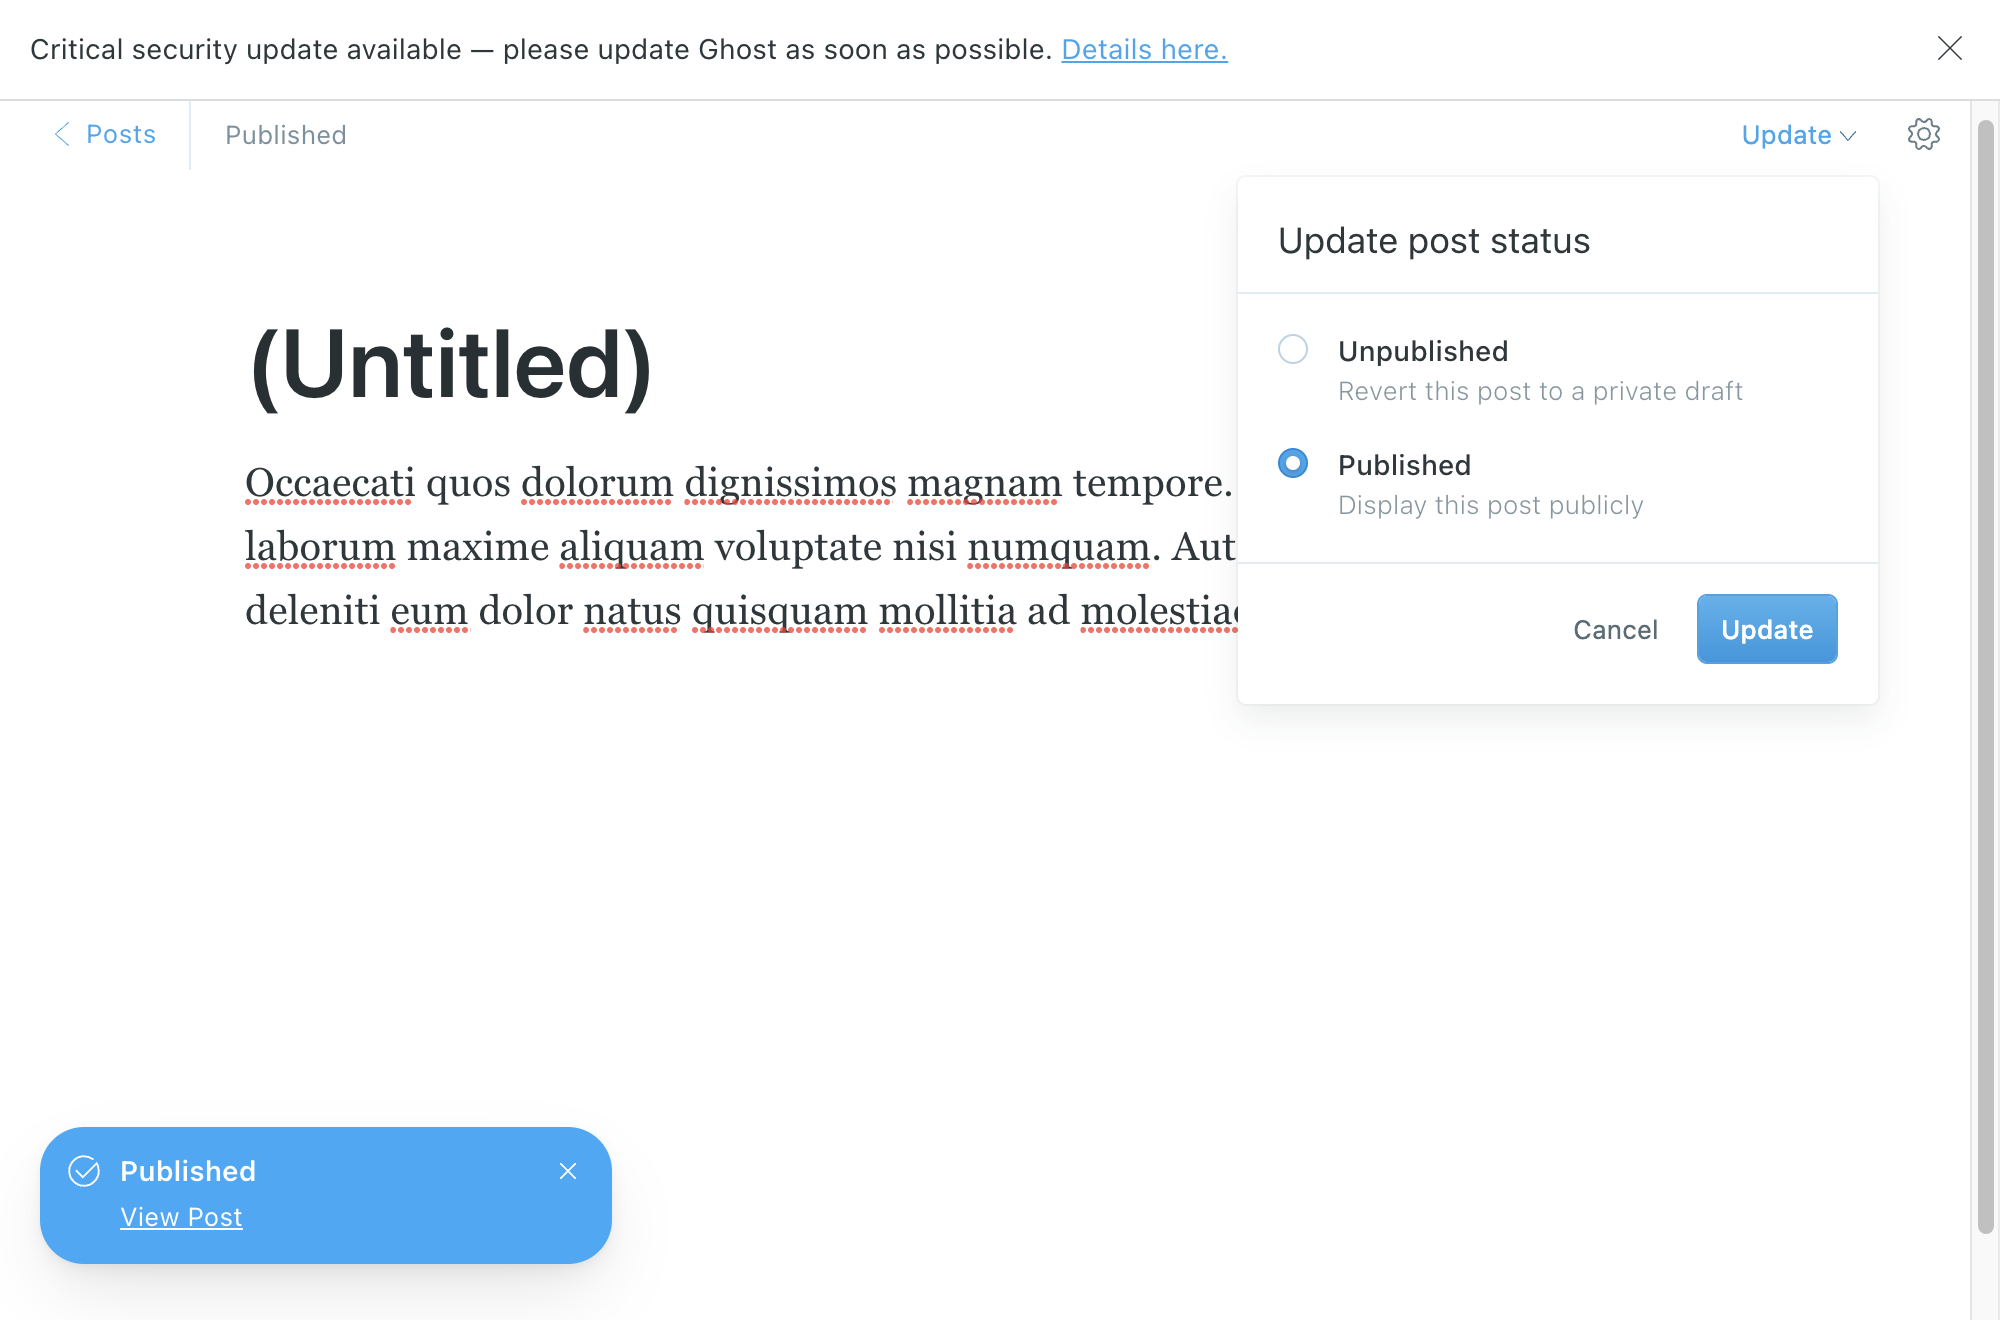 Critical security update available — please update Ghost as soon as possible. Details here.
Posts
Published
Update
Update post status
Unpublished
Revert this post to a private draft
Published
Display this post publicly
Cancel
Update
(Untitled)
Occaecati quos dolorum dignissimos magnam tempore.
laborum maxime aliquam voluptate nisi numquam. Aut
deleniti eum dolor natus quisquam mollitia ad
Published
View Post